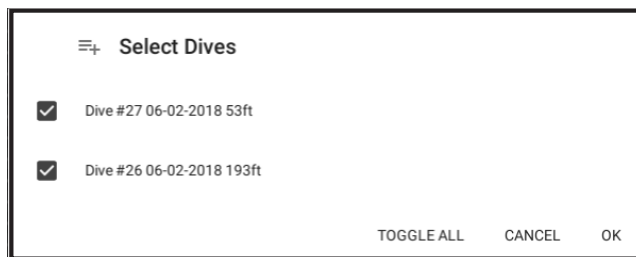 Select Dives
Dive #27 06-02-2018 53ft
Dive #26 06-02-2018 193ft
TOGGLE ALL CANCEL OK